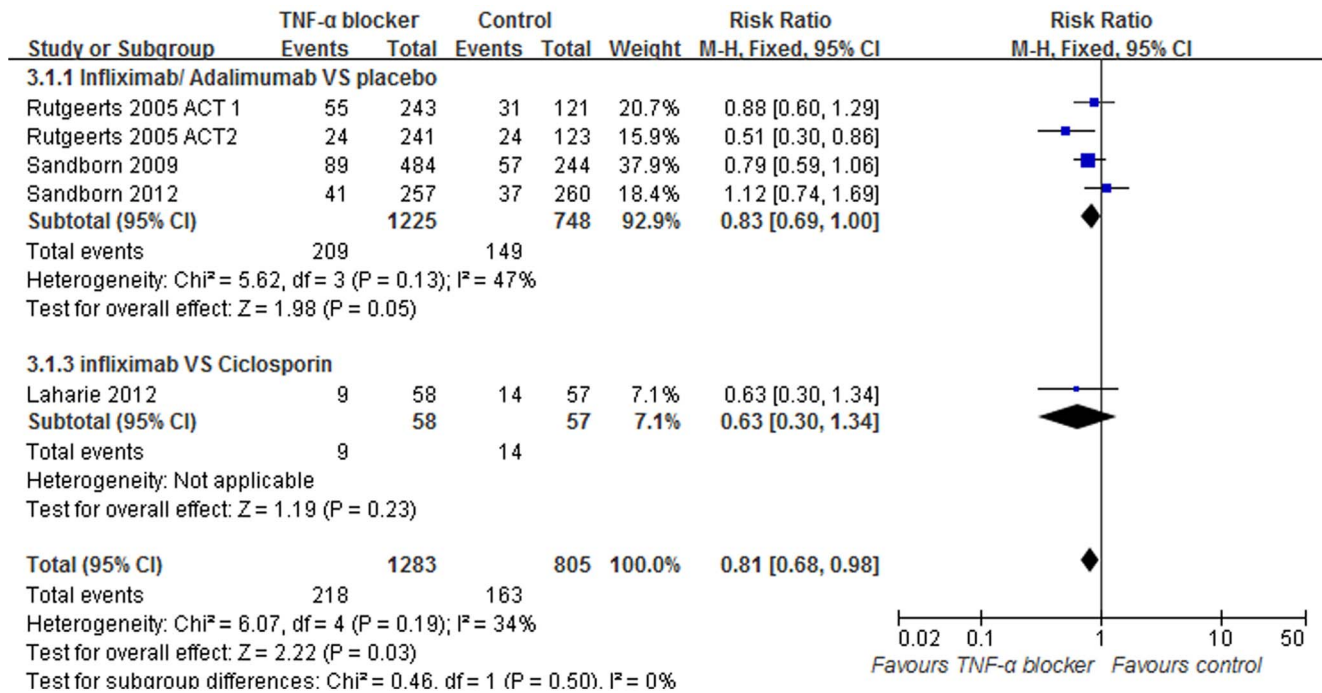 TNF-α blocker Control Risk Ratio Risk Ratio
Study or Subgroup Events Total Events Total Weight M-H, Fixed, 95% CI M-H, Fixed, 95% CI
3.1.1 Infliximab/ Adalimumab VS placebo
Rutgeerts 2005 ACT 1 55 243 31 121 20.7% 0.88 [0.60, 1.29]
Rutgeerts 2005 ACT2 24 241 24 123 15.9% 0.51 [0.30, 0.86]
Sandborn 2009 89 484 57 244 37.9% 0.79 [0.59, 1.06]
Sandborn 2012 41 257 37 260 18.4% 1.12 [0.74, 1.69]
Subtotal (95% CI) 1225 748 92.9% 0.83 [0.69, 1.00]
Total events 209 149
Heterogeneity: Chi² = 5.62, df = 3 (P = 0.13); I² = 47%
Test for overall effect: Z = 1.98 (P = 0.05)
3.1.3 infliximab VS Ciclosporin
Laharie 2012 9 58 14 57 7.1% 0.63 [0.30, 1.34]
Subtotal (95% CI) 58 57 7.1% 0.63 [0.30, 1.34]
Total events 9 14
Heterogeneity: Not applicable
Test for overall effect: Z = 1.19 (P = 0.23)
Total (95% CI) 1283 805 100.0% 0.81 [0.68, 0.98]
Total events 218 163
Heterogeneity: Chi² = 6.07, df = 4 (P = 0.19); I² = 34%
Test for overall effect: Z = 2.22 (P = 0.03)
Test for subgroup differences: Chi² = 0.46, df = 1 (P = 0.50), I² = 0%
0.02 0.1 1 10 50
Favours TNF-α blocker Favours control